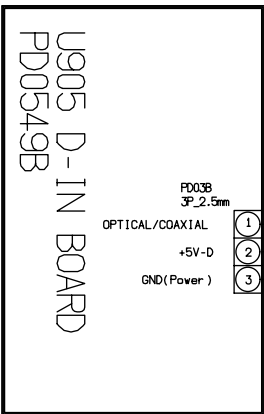 U905 D-IN BOARD
PD0549B
PD03B
3P_2.5mm
OPTICAL/COAXIAL 1
+5V-D 2
GND(Power) 3